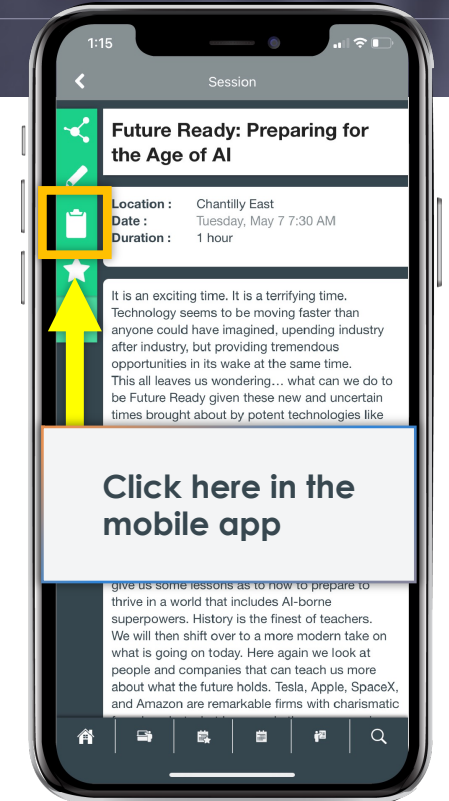 1:15
Session
Future Ready: Preparing for
the Age of AI
Location : Chantilly East
Date : Tuesday, May 7 7:30 AM
Duration : 1 hour
It is an exciting time. It is a terrifying time.
Technology seems to be moving faster than
anyone could have imagined, upending industry
after industry, but providing tremendous
opportunities in its wake at the same time.
This all leaves us wondering… what can we do to
be Future Ready given these new and uncertain
times brought about by potent technologies like
Click here in the
mobile app
give us some lessons as to how to prepare to
thrive in a world that includes AI-borne
superpowers. History is the finest of teachers.
We will then shift over to a more modern take on
what is going on today. Here again we look at
people and companies that can teach us more
about what the future holds. Tesla, Apple, SpaceX,
and Amazon are remarkable firms with charismatic